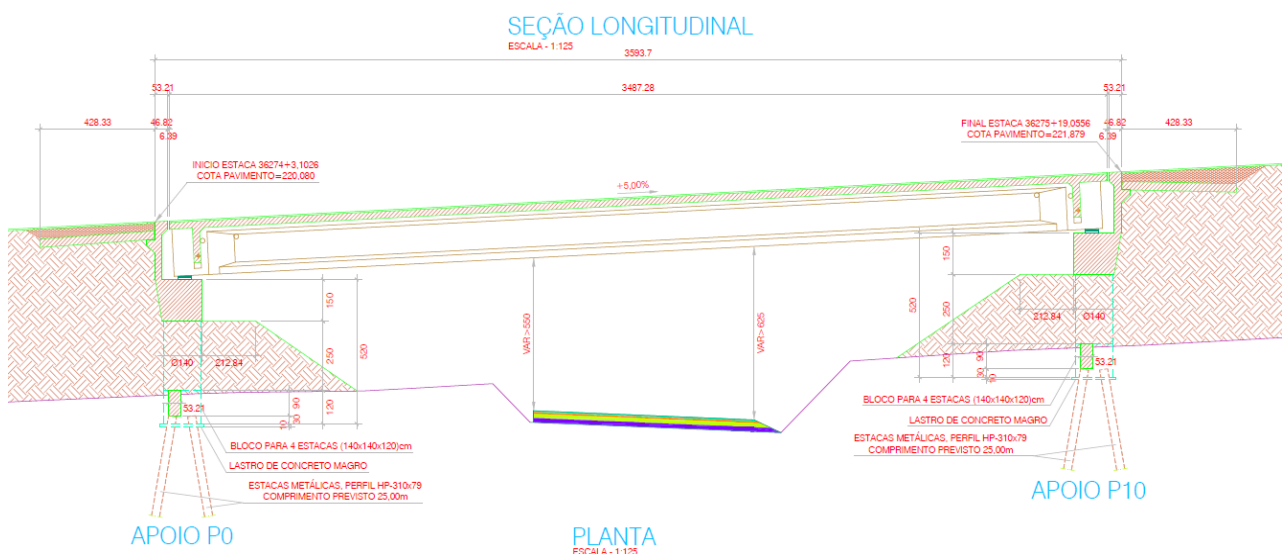 SEÇÃO LONGITUDINAL
ESCALA - 1:125
3593.7
53.21
3487.28
53.21
428.33
46.82
6.39
FINAL ESTACA 36275+19,0556
COTA PAVIMENTO=221,879
46.82
6.39
428.33
INICIO ESTACA 36274+3,1026
COTA PAVIMENTO=220,080
+5,00%
150
250
520
120
Ø140
212.84
VAR>550
VAR>625
520
150
250
120
212.84
Ø140
53.21
90
30
10
53.21
90
30
BLOCO PARA 4 ESTACAS (140x140x120)cm
LASTRO DE CONCRETO MAGRO
ESTACAS METÁLICAS, PERFIL HP-310x79
COMPRIMENTO PREVISTO 25,00m
BLOCO PARA 4 ESTACAS (140x140x120)cm
LASTRO DE CONCRETO MAGRO
ESTACAS METÁLICAS, PERFIL HP-310x79
COMPRIMENTO PREVISTO 25,00m
APOIO P0
APOIO P10
PLANTA
ESCALA - 1:125